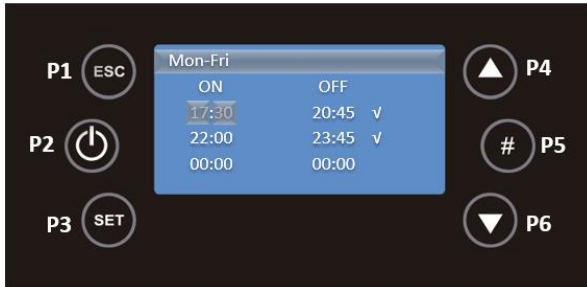 P1 ESC
P2
P3 SET
Mon-Fri
ON OFF
17:30 20:45 √
22:00 23:45 √
00:00 00:00
P4
# P5
P6